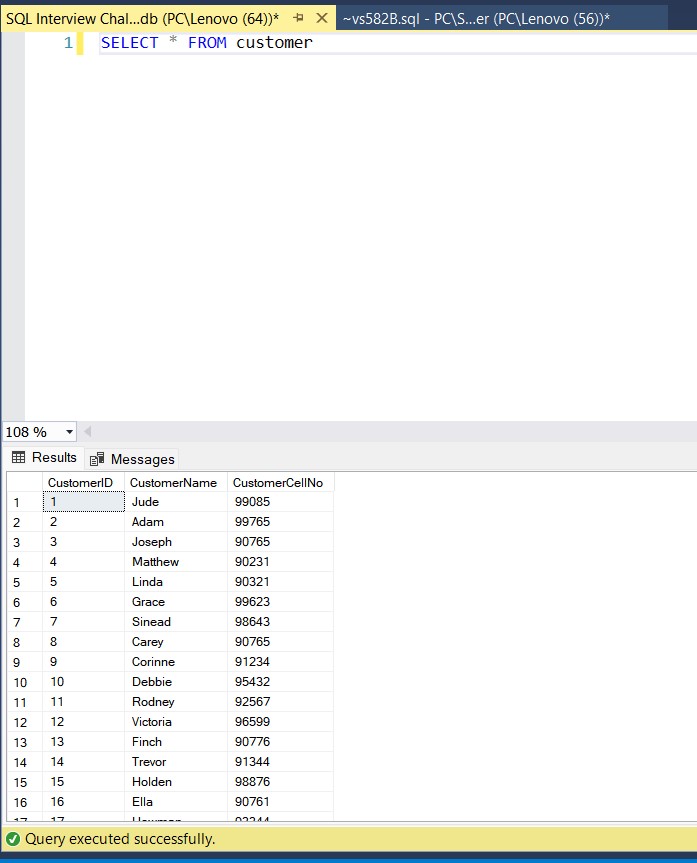 SQL Interview Chal...db (PC\Lenovo (64))* ~vs582B.sql - PC\S...er (PC\Lenovo (56))*
1 SELECT * FROM customer
108 %
Results Messages
CustomerID CustomerName CustomerCellNo
1 1 Jude 99085
2 2 Adam 99765
3 3 Joseph 90765
4 4 Matthew 90231
5 5 Linda 90321
6 6 Grace 99623
7 7 Sinead 98643
8 8 Carey 90765
9 9 Corinne 91234
10 10 Debbie 95432
11 11 Rodney 92567
12 12 Victoria 96599
13 13 Finch 90776
14 14 Trevor 91344
15 15 Holden 98876
16 16 Ella 90761
17 17
Query executed successfully.